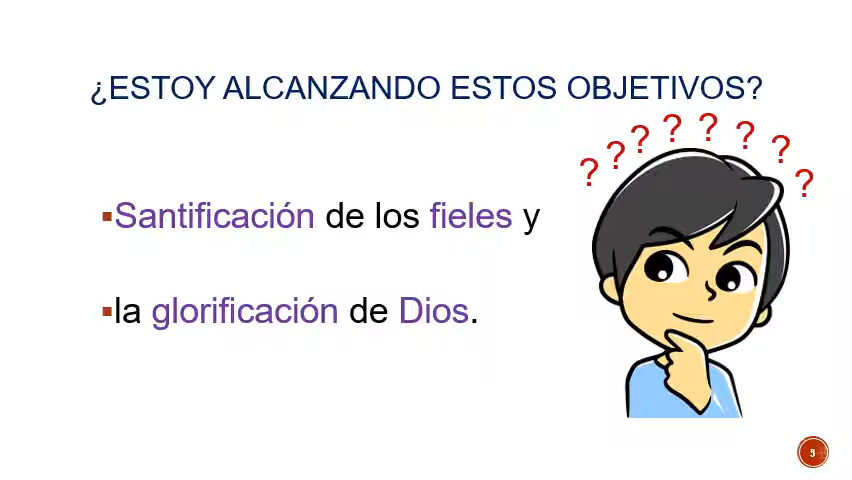 ¿ESTOY ALCANZANDO ESTOS OBJETIVOS?
? ? ? ? ? ? ? ?
▪Santificación de los fieles y
▪la glorificación de Dios.
5